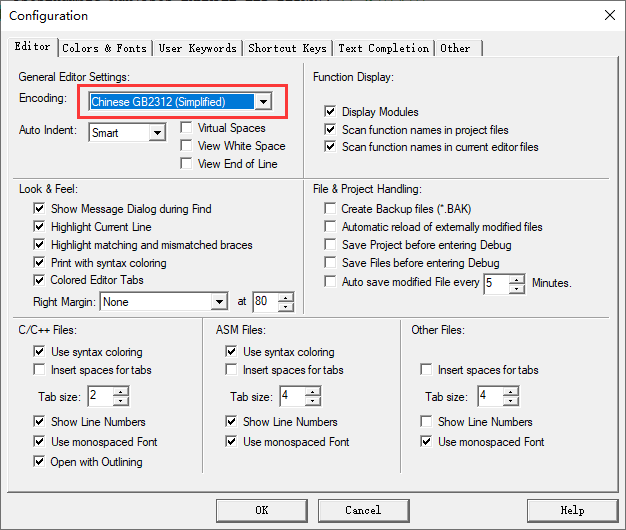 Configuration
Editor Colors & Fonts User Keywords Shortcut Keys Text Completion Other
General Editor Settings:
Encoding: Chinese GB2312 (Simplified)
Auto Indent: Smart
Virtual Spaces
View White Space
View End of Line
Function Display:
Display Modules
Scan function names in project files
Scan function names in current editor files
Look & Feel:
Show Message Dialog during Find
Highlight Current Line
Highlight matching and mismatched braces
Print with syntax coloring
Colored Editor Tabs
Right Margin: None at 80
File & Project Handling:
Create Backup files (*.BAK)
Automatic reload of externally modified files
Save Project before entering Debug
Save Files before entering Debug
Auto save modified File every 5 Minutes.
C/C++ Files:
Use syntax coloring
Insert spaces for tabs
Tab size: 2
Show Line Numbers
Use monospaced Font
Open with Outlining
ASM Files:
Use syntax coloring
Insert spaces for tabs
Tab size: 4
Show Line Numbers
Use monospaced Font
Other Files:
Insert spaces for tabs
Tab size: 4
Show Line Numbers
Use monospaced Font
OK Cancel Help